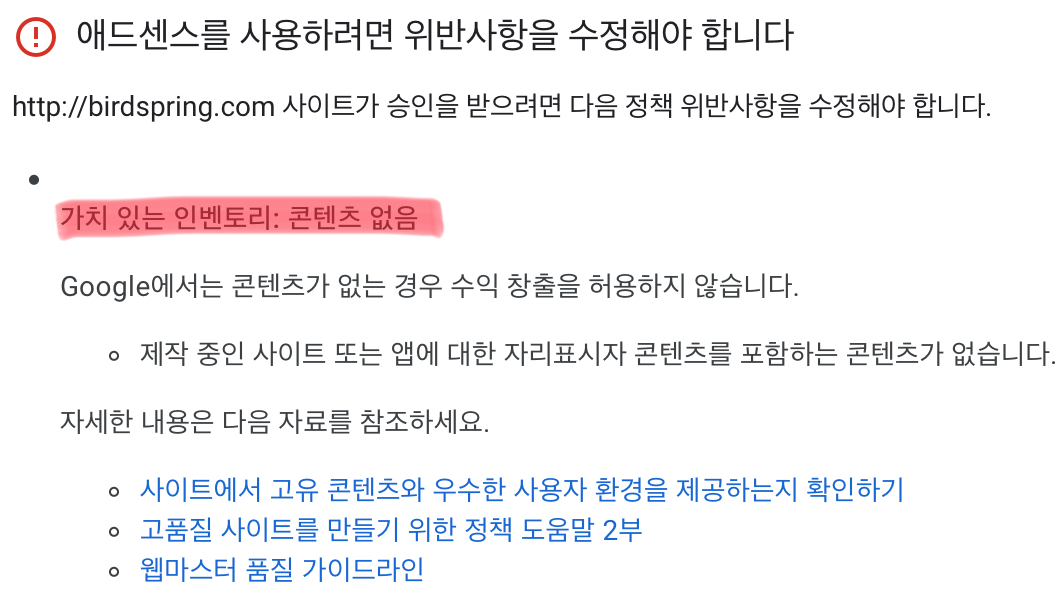 애드센스를 사용하려면 위반사항을 수정해야 합니다
http://birdspring.com 사이트가 승인을 받으려면 다음 정책 위반사항을 수정해야 합니다.
가치 있는 인벤토리: 콘텐츠 없음
Google에서는 콘텐츠가 없는 경우 수익 창출을 허용하지 않습니다.
제작 중인 사이트 또는 앱에 대한 자리표시자 콘텐츠를 포함하는 콘텐츠가 없습니다.
자세한 내용은 다음 자료를 참조하세요.
사이트에서 고유 콘텐츠와 우수한 사용자 환경을 제공하는지 확인하기
고품질 사이트를 만들기 위한 정책 도움말 2부
웹마스터 품질 가이드라인